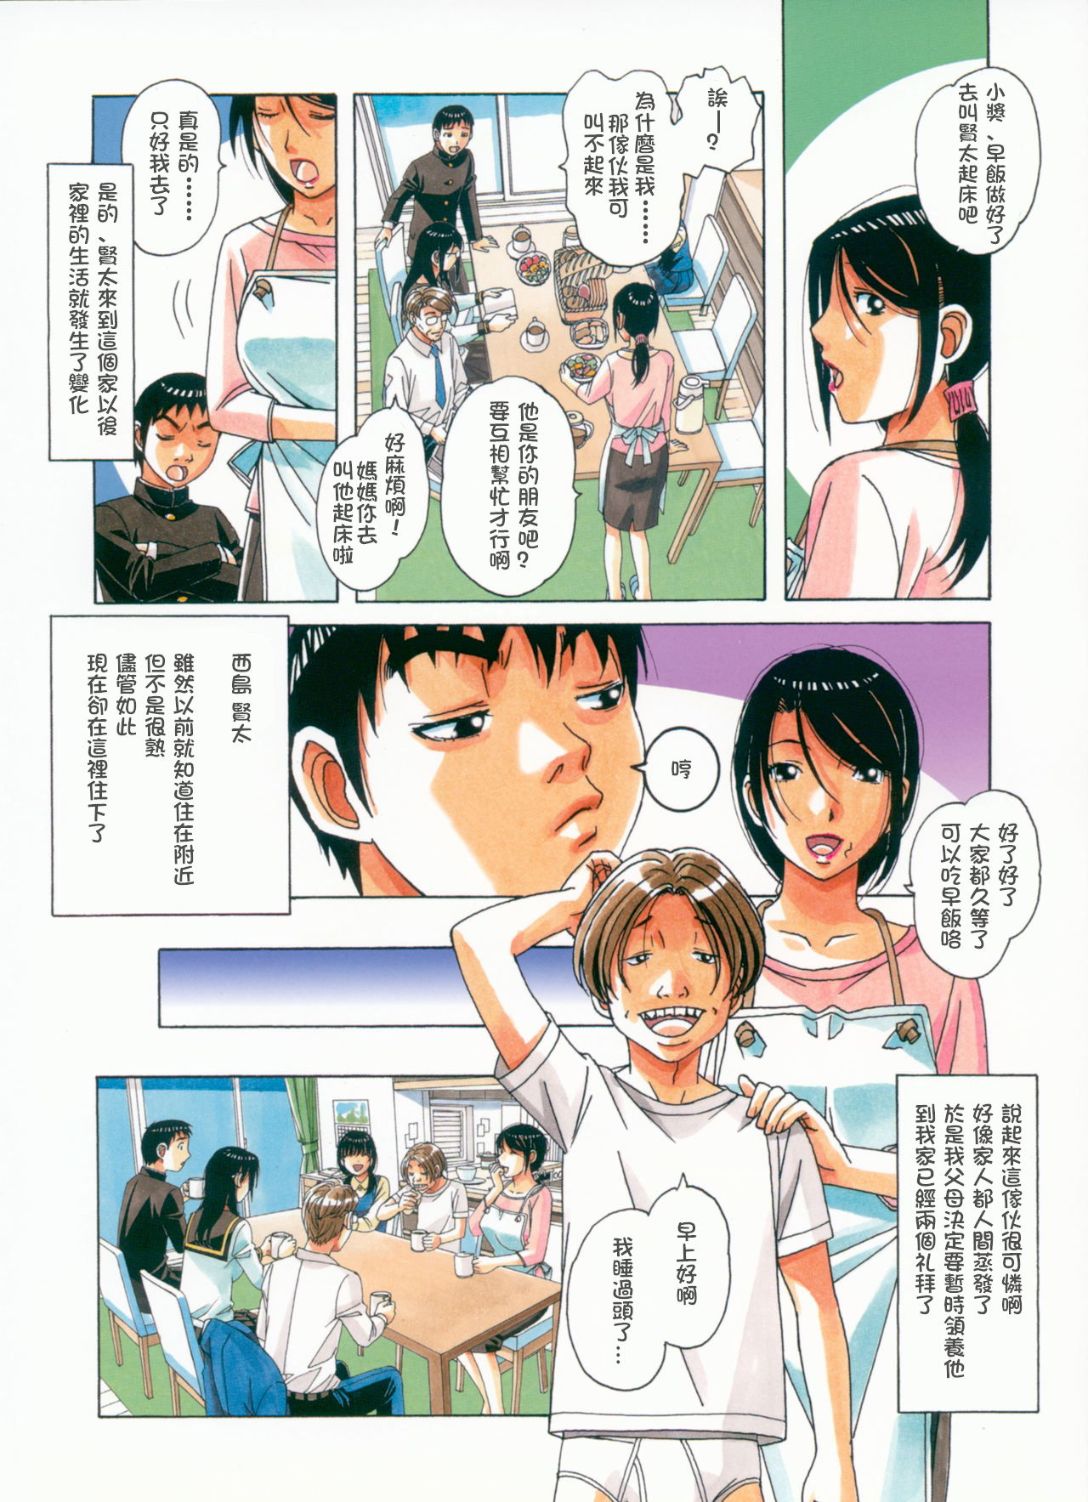 小獎、早飯做好了
去叫賢太起床吧
誒—？
為什麼是我……
那傢伙我可
叫不起來
他是你的朋友吧？
要互相幫忙才行啊
好麻煩啊！
媽媽你去
叫他起床啦
真是的……
只好我去了
是的、賢太來到這個家以後
家裡的生活就發生了變化
西島 賢太
雖然以前就知道住在附近
但不是很熟
儘管如此
現在卻在這裡住下了
哼
好了好了
大家都久等了
可以吃早飯咯
說起來這傢伙很可憐啊
好像家人都人間蒸發了
於是我父母決定要暫時領養他
到我家已經兩個礼拜了
早上好啊
我睡過頭了…